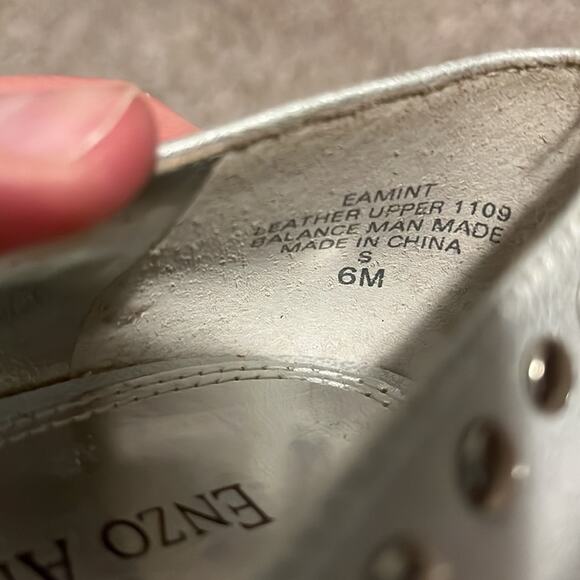 EAMINT
LEATHER UPPER 1109
BALANCE MAN MADE
MADE IN CHINA
S
6M
ENZO